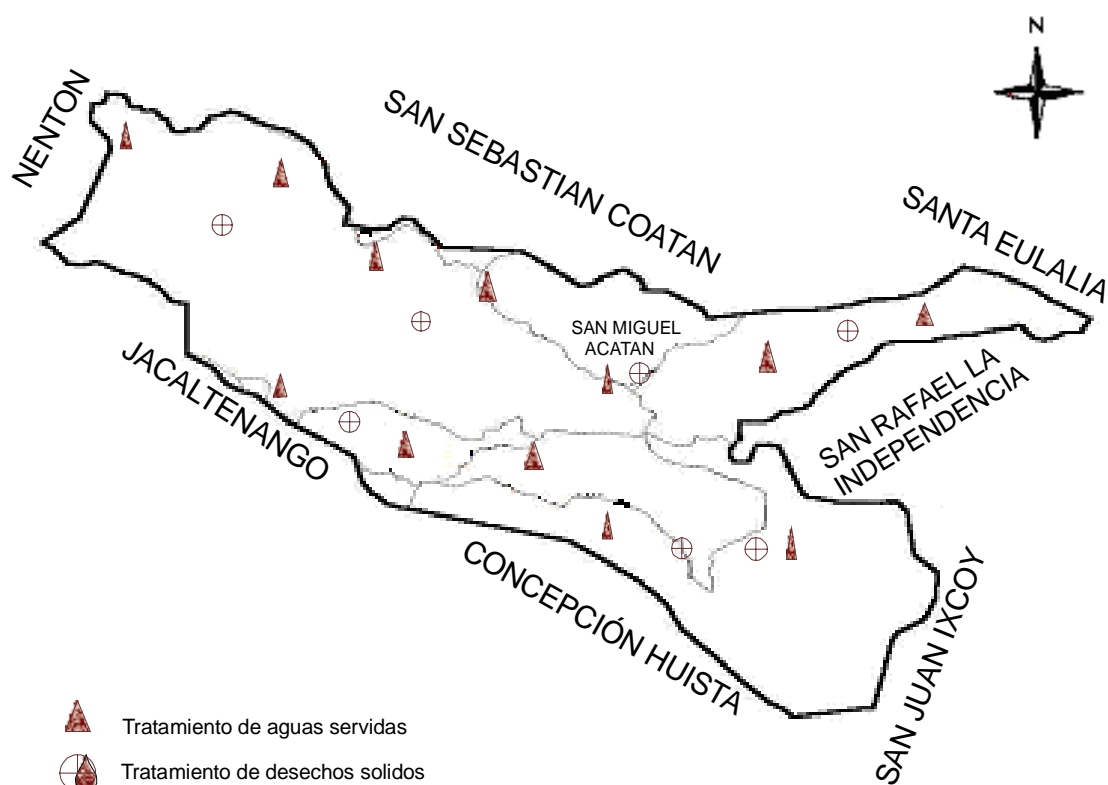 N
NENTON
SAN SEBASTIAN COATAN
SANTA EULALIA
SAN MIGUEL
ACATAN
JACALTENANGO
SAN RAFAEL LA
INDEPENDENCIA
CONCEPCIÓN HUISTA
SAN JUAN IXCOY
Tratamiento de aguas servidas
Tratamiento de desechos solidos